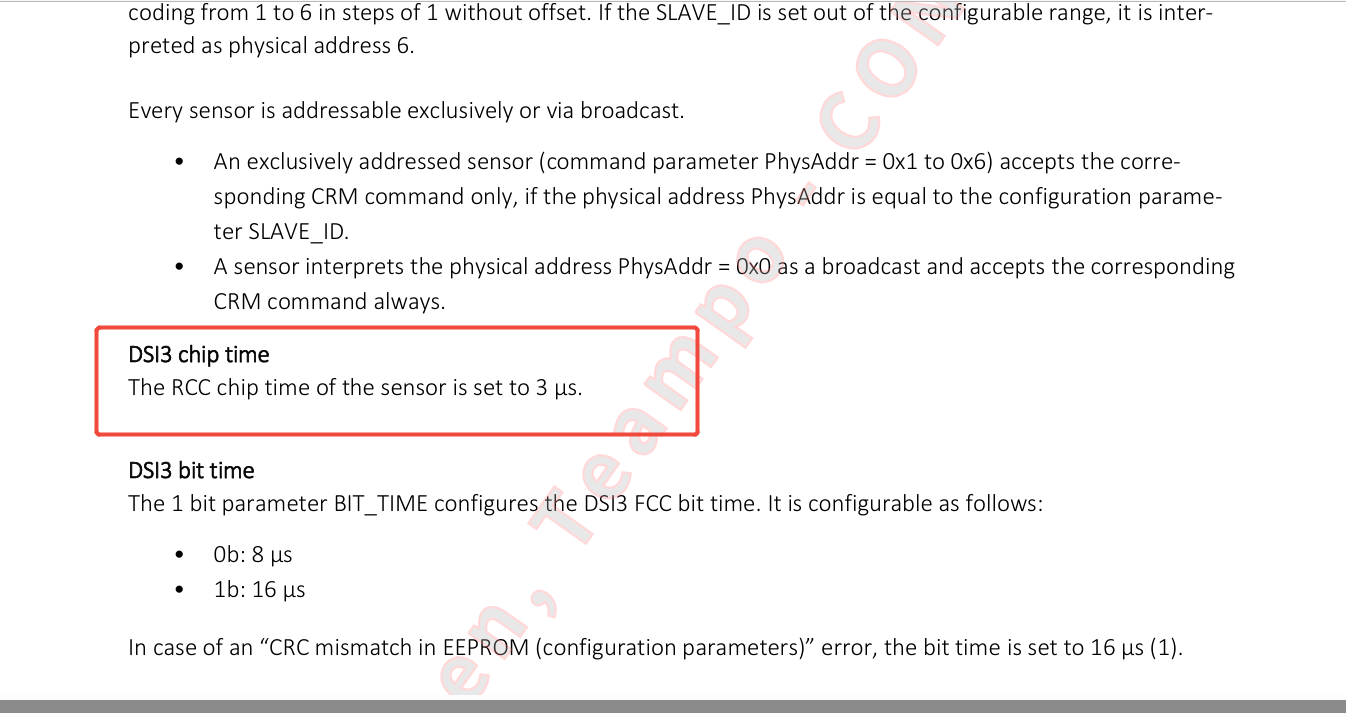 coding from 1 to 6 in steps of 1 without offset. If the SLAVE_ID is set out of the configurable range, it is inter-
preted as physical address 6.
Every sensor is addressable exclusively or via broadcast.
• An exclusively addressed sensor (command parameter PhysAddr = 0x1 to 0x6) accepts the corre-
sponding CRM command only, if the physical address PhysAddr is equal to the configuration parame-
ter SLAVE_ID.
• A sensor interprets the physical address PhysAddr = 0x0 as a broadcast and accepts the corresponding
CRM command always.
DSI3 chip time
The RCC chip time of the sensor is set to 3 µs.
DSI3 bit time
The 1 bit parameter BIT_TIME configures the DSI3 FCC bit time. It is configurable as follows:
• 0b: 8 µs
• 1b: 16 µs
In case of an “CRC mismatch in EEPROM (configuration parameters)” error, the bit time is set to 16 µs (1).
en, Teampo - CON